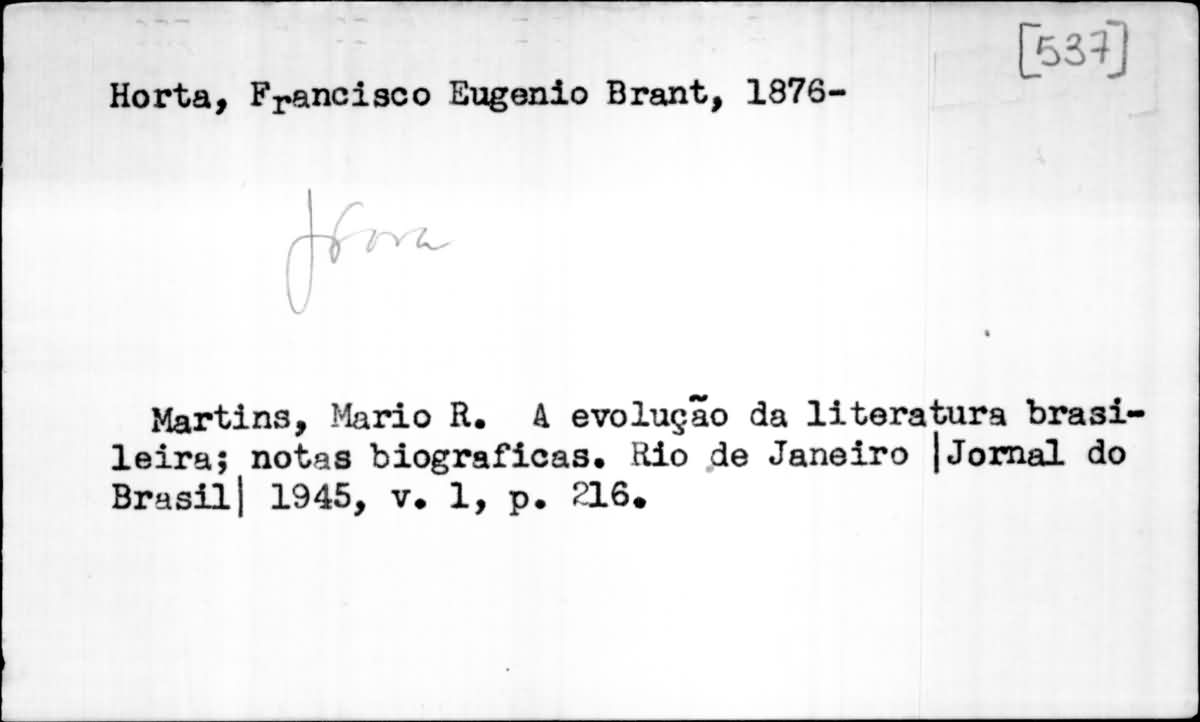 [537]
Horta, Francisco Eugenio Brant, 1876-
Martins, Mario R. A evolução da literatura brasi-
leira; notas biograficas. Rio de Janeiro |Jornal do
Brasil| 1945, v. 1, p. 216.